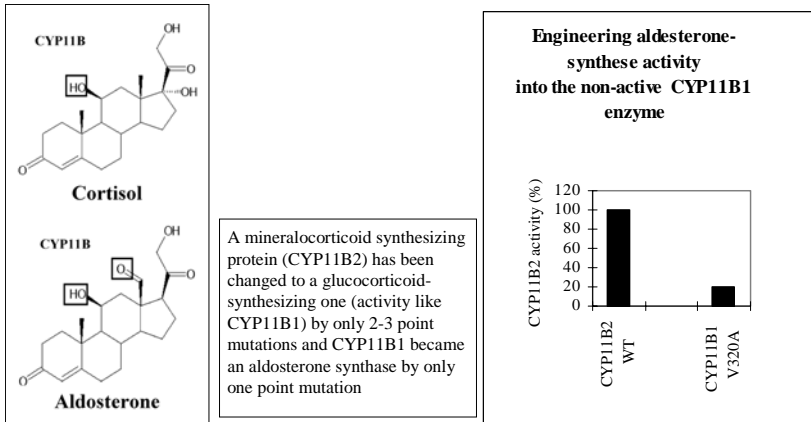 CYP11B
OH
O
HO
OH
O
Cortisol
CYP11B
OH
O
O
HO
O
Aldosterone
A mineralocorticoid synthesizing
protein (CYP11B2) has been
changed to a glucocorticoid-
synthesizing one (activity like
CYP11B1) by only 2-3 point
mutations and CYP11B1 became
an aldosterone synthase by only
one point mutation
Engineering aldesterone-
synthese activity
into the non-active CYP11B1
enzyme
CYP11B2 activity (%)
120
100
80
60
40
20
0
CYP11B2
WT
CYP11B1
V320A